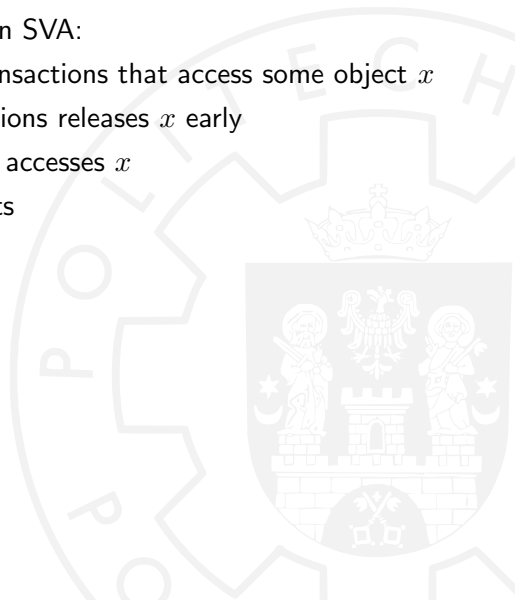 n SVA:
nsactions that access some object x
ions releases x early
accesses x
ts
P O L I T E C H
P O P O